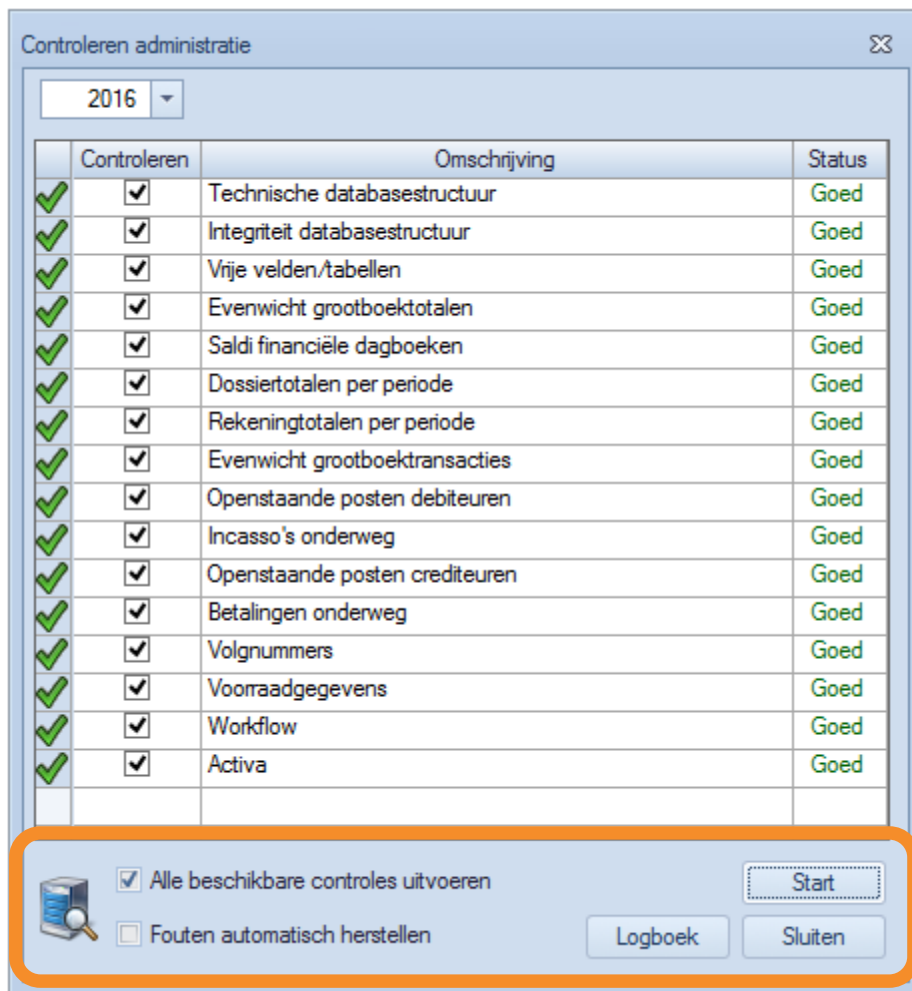 Controleren administratie
2016
Controleren Omschrijving Status
Technische databasestructuur Goed
Integriteit databasestructuur Goed
Vrije velden/tabellen Goed
Evenwicht grootboektotalen Goed
Saldi financiële dagboeken Goed
Dossiertotalen per periode Goed
Rekeningtotalen per periode Goed
Evenwicht grootboektransacties Goed
Openstaande posten debiteuren Goed
Incasso's onderweg Goed
Openstaande posten crediteuren Goed
Betalingen onderweg Goed
Volgnummers Goed
Voorraadgegevens Goed
Workflow Goed
Activa Goed
Alle beschikbare controles uitvoeren Start
Fouten automatisch herstellen Logboek Sluiten